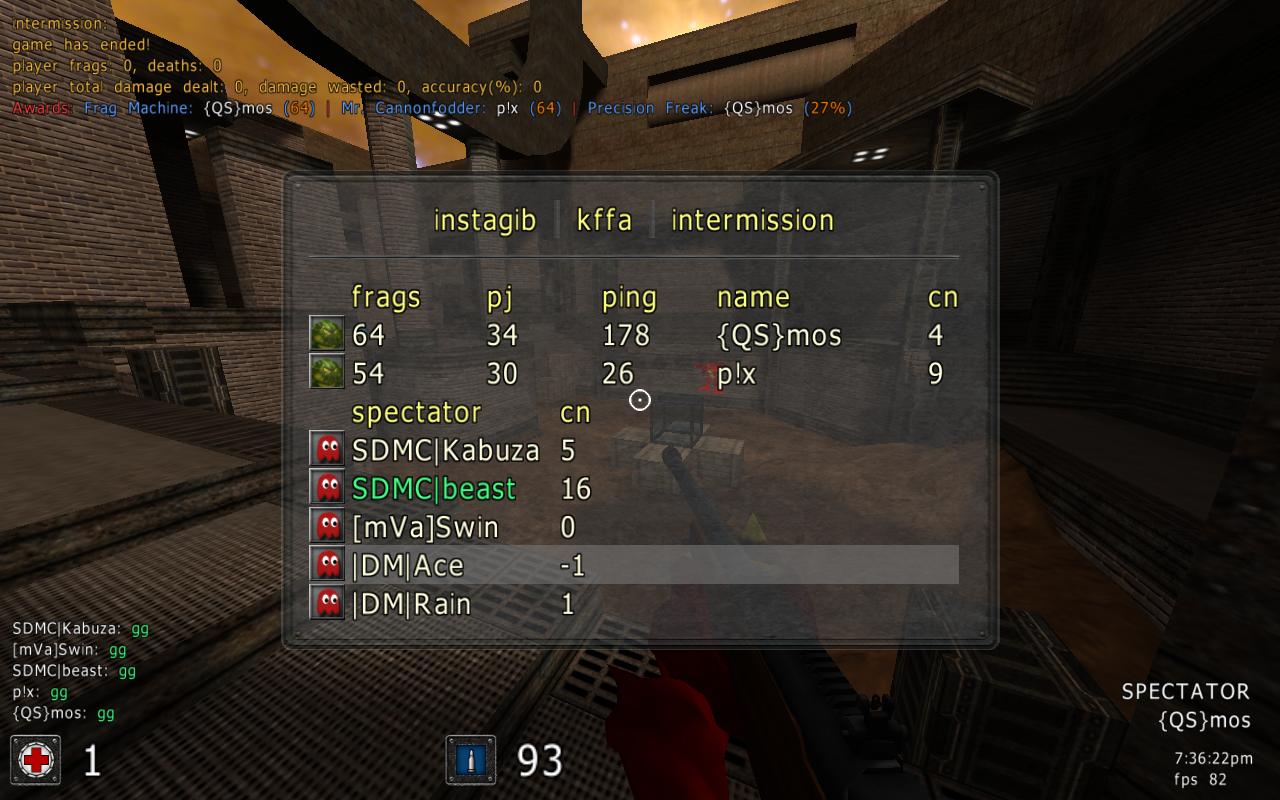 intermission:
game has ended!
player frags: 0, deaths: 0
player total damage dealt: 0, damage wasted: 0, accuracy(%): 0
Awards: Frag Machine: {QS}mos (64) | Mr. Cannonfodder: p!x (64) | Precision Freak: {QS}mos (27%)
instagib | kffa | intermission
frags pj ping name cn
64 34 178 {QS}mos 4
54 30 26 p!x 9
spectator cn
SDMC|Kabuza 5
SDMC|beast 16
[mVa]Swin 0
|DM|Ace -1
|DM|Rain 1
SDMC|Kabuza: gg
[mVa]Swin: gg
SDMC|beast: gg
p!x: gg
{QS}mos: gg
SPECTATOR
{QS}mos
7:36:22pm
fps 82
1 93